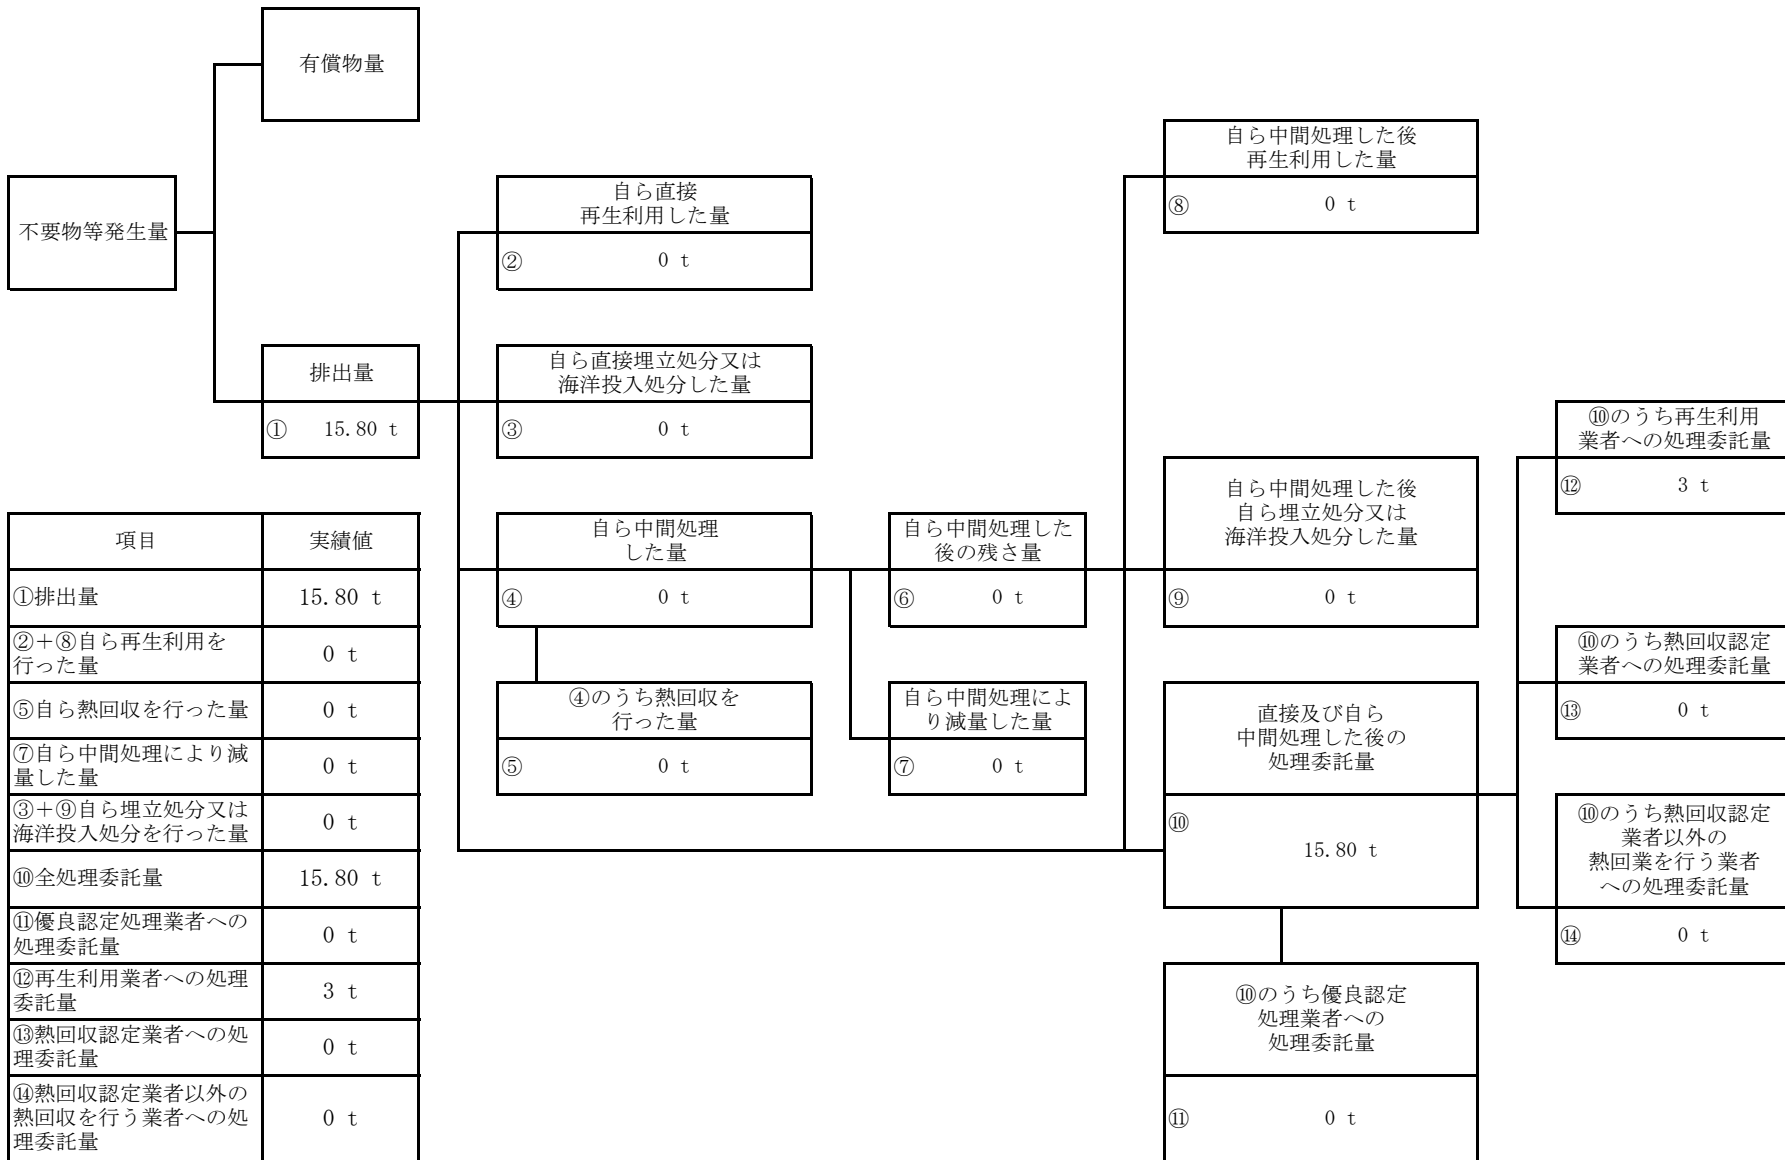 有償物量
不要物等発生量
排出量
① 15.80 t
自ら直接
再生利用した量
② 0 t
自ら直接埋立処分又は
海洋投入処分した量
③ 0 t
自ら中間処理
した量
④ 0 t
④のうち熱回収を
行った量
⑤ 0 t
自ら中間処理した
後の残さ量
⑥ 0 t
自ら中間処理によ
り減量した量
⑦ 0 t
自ら中間処理した後
再生利用した量
⑧ 0 t
自ら中間処理した後
自ら埋立処分又は
海洋投入処分した量
⑨ 0 t
直接及び自ら
中間処理した後の
処理委託量
⑩
15.80 t
⑩のうち優良認定
処理業者への
処理委託量
⑪ 0 t
⑩のうち再生利用
業者への処理委託量
⑫ 3 t
⑩のうち熱回収認定
業者への処理委託量
⑬ 0 t
⑩のうち熱回収認定
業者以外の
熱回業を行う業者
への処理委託量
⑭ 0 t
項目 実績値
①排出量 15.80 t
②＋⑧自ら再生利用を
行った量 0 t
⑤自ら熱回収を行った量 0 t
⑦自ら中間処理により減
量した量 0 t
③＋⑨自ら埋立処分又は
海洋投入処分を行った量 0 t
⑩全処理委託量 15.80 t
⑪優良認定処理業者への
処理委託量 0 t
⑫再生利用業者への処理
委託量 3 t
⑬熱回収認定業者への処
理委託量 0 t
⑭熱回収認定業者以外の
熱回収を行う業者への処
理委託量 0 t